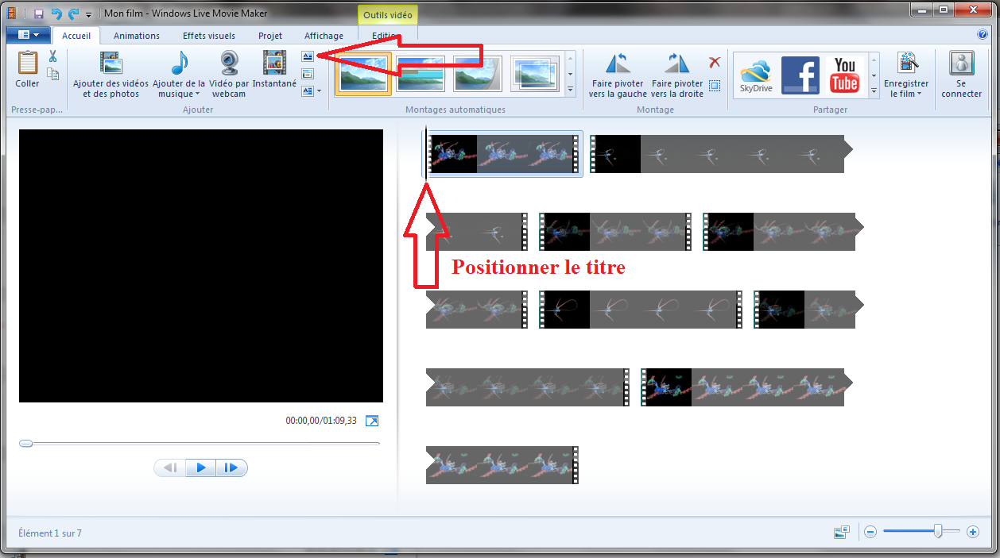 Mon film - Windows Live Movie Maker
Outils vidéo
Accueil
Animations
Effets visuels
Projet
Affichage
Coller
Ajouter des vidéos
et des photos
Ajouter de la
musique
Vidéo par
webcam
Instantané
Faire pivoter
vers la gauche
Faire pivoter
vers la droite
SkyDrive
You
Tube
Enregistrer
le film
Se
connecter
Presse-pap...
Ajouter
Montages automatiques
Montage
Partager
Positionner le titre
00:00,00/01:09,33
Élément 1 sur 7